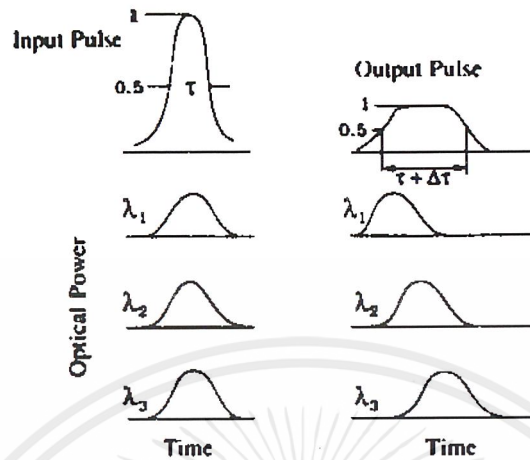 Input Pulse
1
0.5
τ
Output Pulse
1
0.5
τ + Δτ
Optical Power
λ1
λ1
λ2
λ2
λ3
λ3
Time
Time